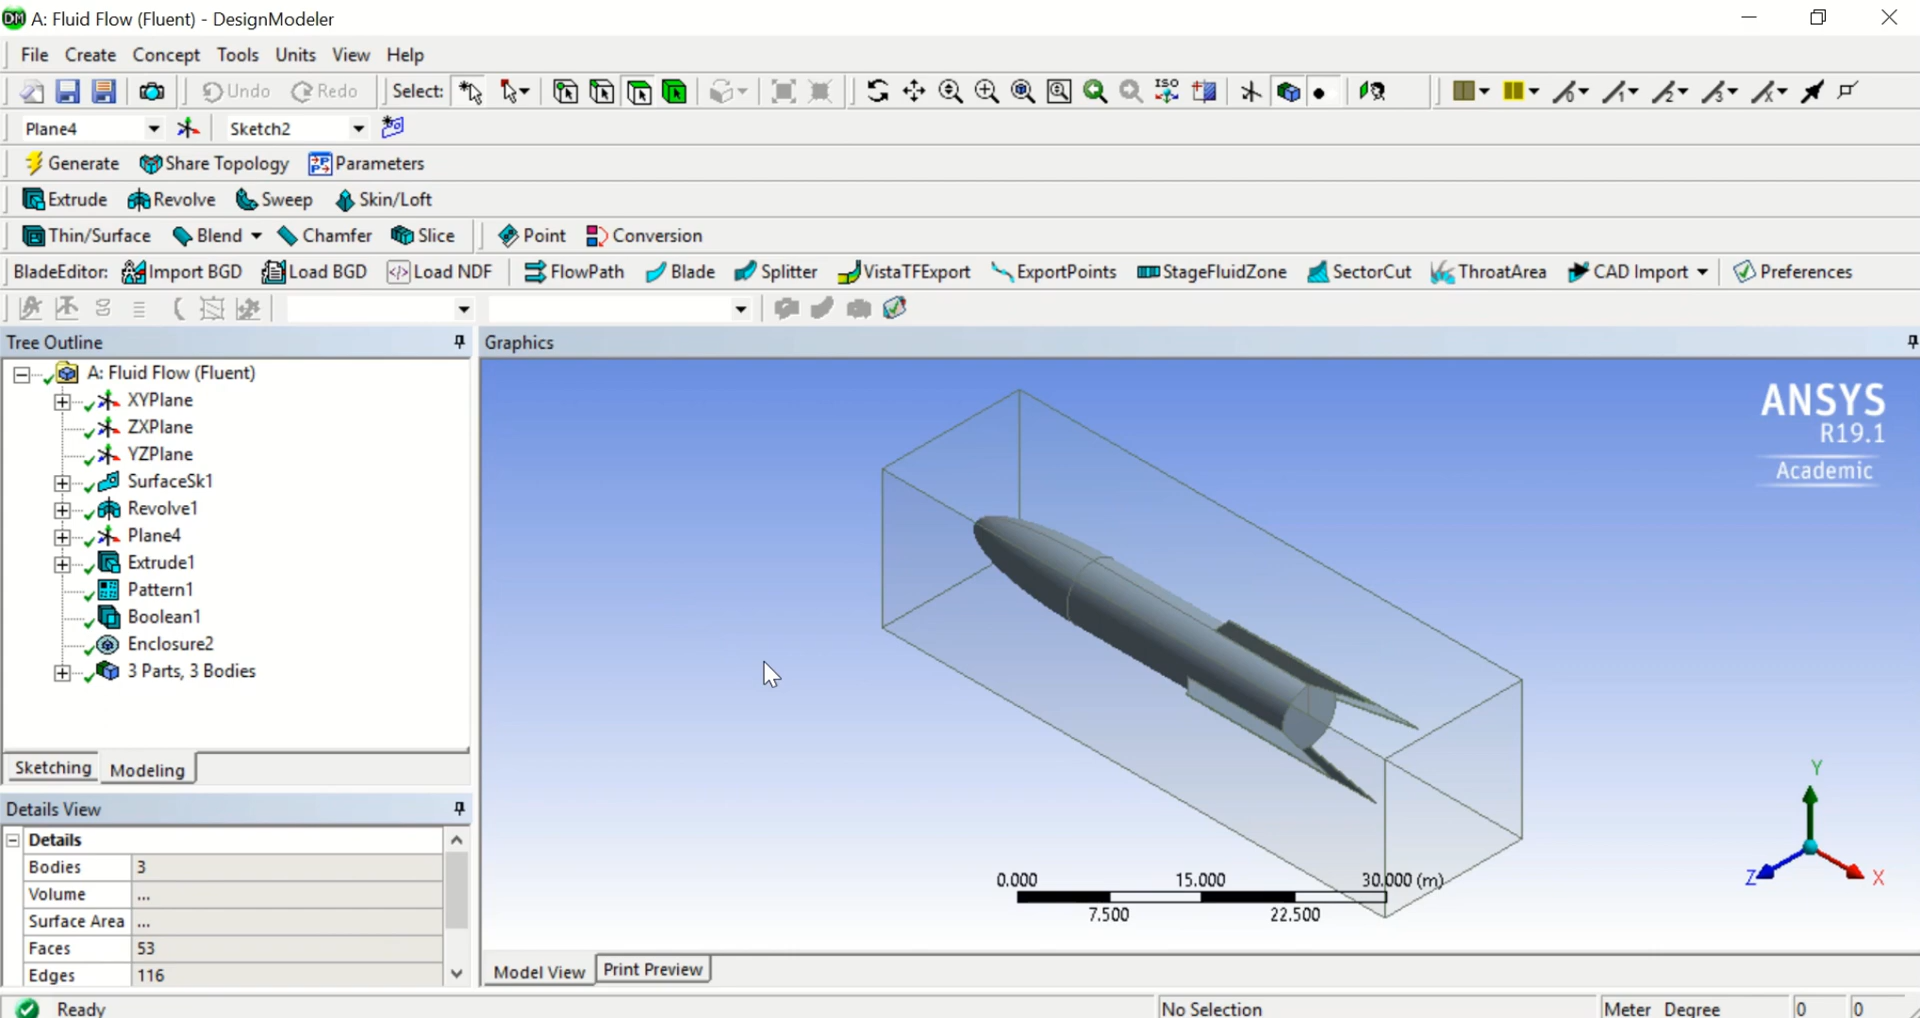 DM A: Fluid Flow (Fluent) - DesignModeler
File Create Concept Tools Units View Help
Undo Redo Select: ISO
Plane4 Sketch2
Generate Share Topology Parameters
Extrude Revolve Sweep Skin/Loft
Thin/Surface Blend Chamfer Slice Point Conversion
BladeEditor: Import BGD Load BGD Load NDF FlowPath Blade Splitter VistaTFExport ExportPoints StageFluidZone SectorCut ThroatArea CAD Import Preferences
Tree Outline
A: Fluid Flow (Fluent)
XYPlane
ZXPlane
YZPlane
SurfaceSk1
Revolve1
Plane4
Extrude1
Pattern1
Boolean1
Enclosure2
3 Parts, 3 Bodies
Sketching Modeling
Details View
Details
Bodies 3
Volume ...
Surface Area ...
Faces 53
Edges 116
Graphics
ANSYS
R19.1
Academic
0.000 15.000 30.000 (m)
7.500 22.500
Y
Z X
Model View Print Preview
Ready No Selection Meter Degree 0 0